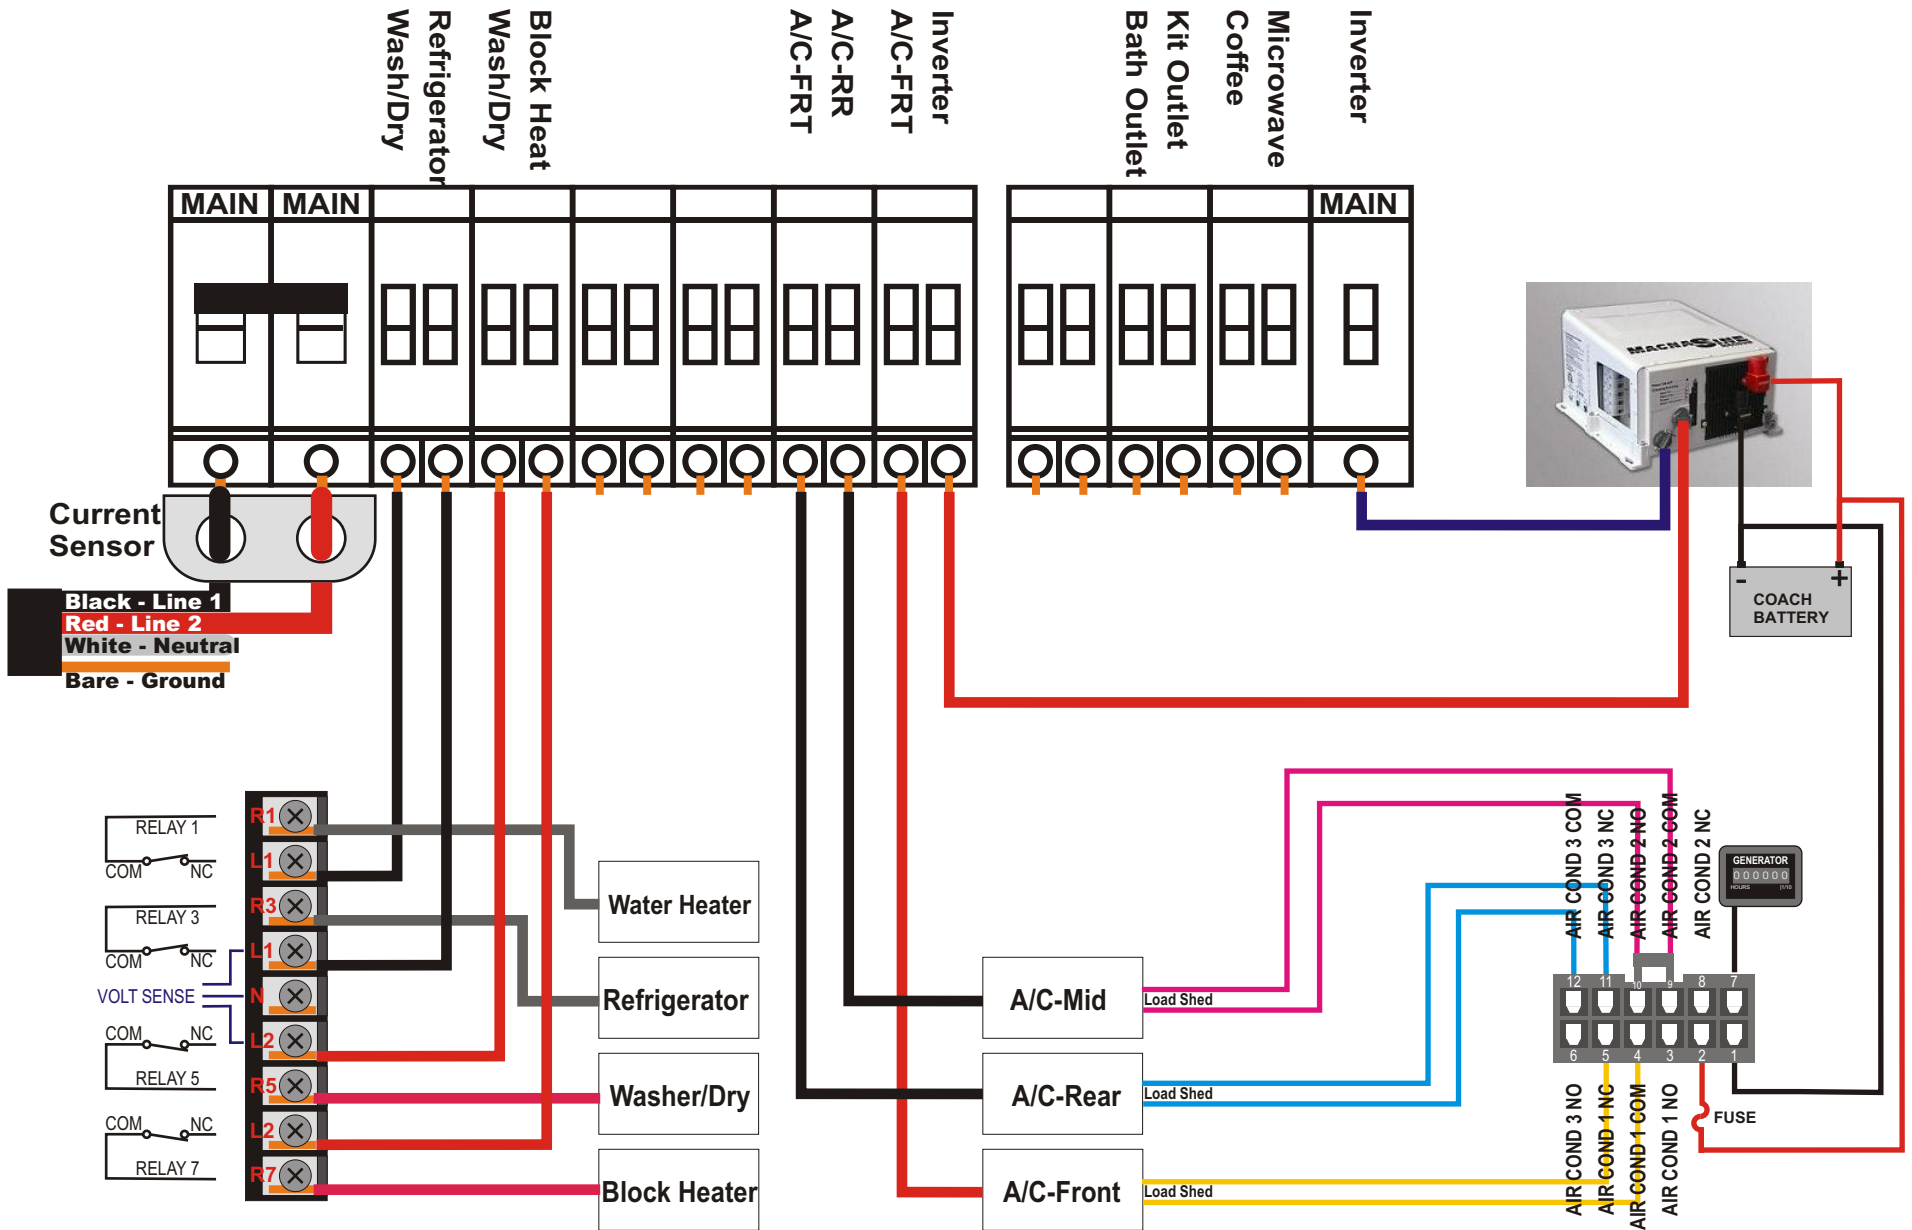 Wash/Dry
Refrigerator
Wash/Dry
Block Heat
A/C-FRT
A/C-RR
A/C-FRT
Inverter
Bath Outlet
Kit Outlet
Coffee
Microwave
Inverter
MAIN
MAIN
MAIN
MAGNASINE
Current
Sensor
Black - Line 1
Red - Line 2
White - Neutral
Bare - Ground
- +
COACH
BATTERY
RELAY 1
COM NC
RELAY 3
COM NC
VOLT SENSE
COM NC
RELAY 5
COM NC
RELAY 7
R1
L1
R3
L1
N
L2
R5
L2
R7
Water Heater
Refrigerator
Washer/Dry
Block Heater
A/C-Mid
Load Shed
A/C-Rear
Load Shed
A/C-Front
Load Shed
AIR COND 3 COM
AIR COND 3 NC
AIR COND 2 NO
AIR COND 2 COM
AIR COND 2 NC
GENERATOR
000000
HOURS
12 11 10 9 8 7
6 5 4 3 2 1
AIR COND 3 NO
AIR COND 1 NC
AIR COND 1 COM
AIR COND 1 NO
FUSE